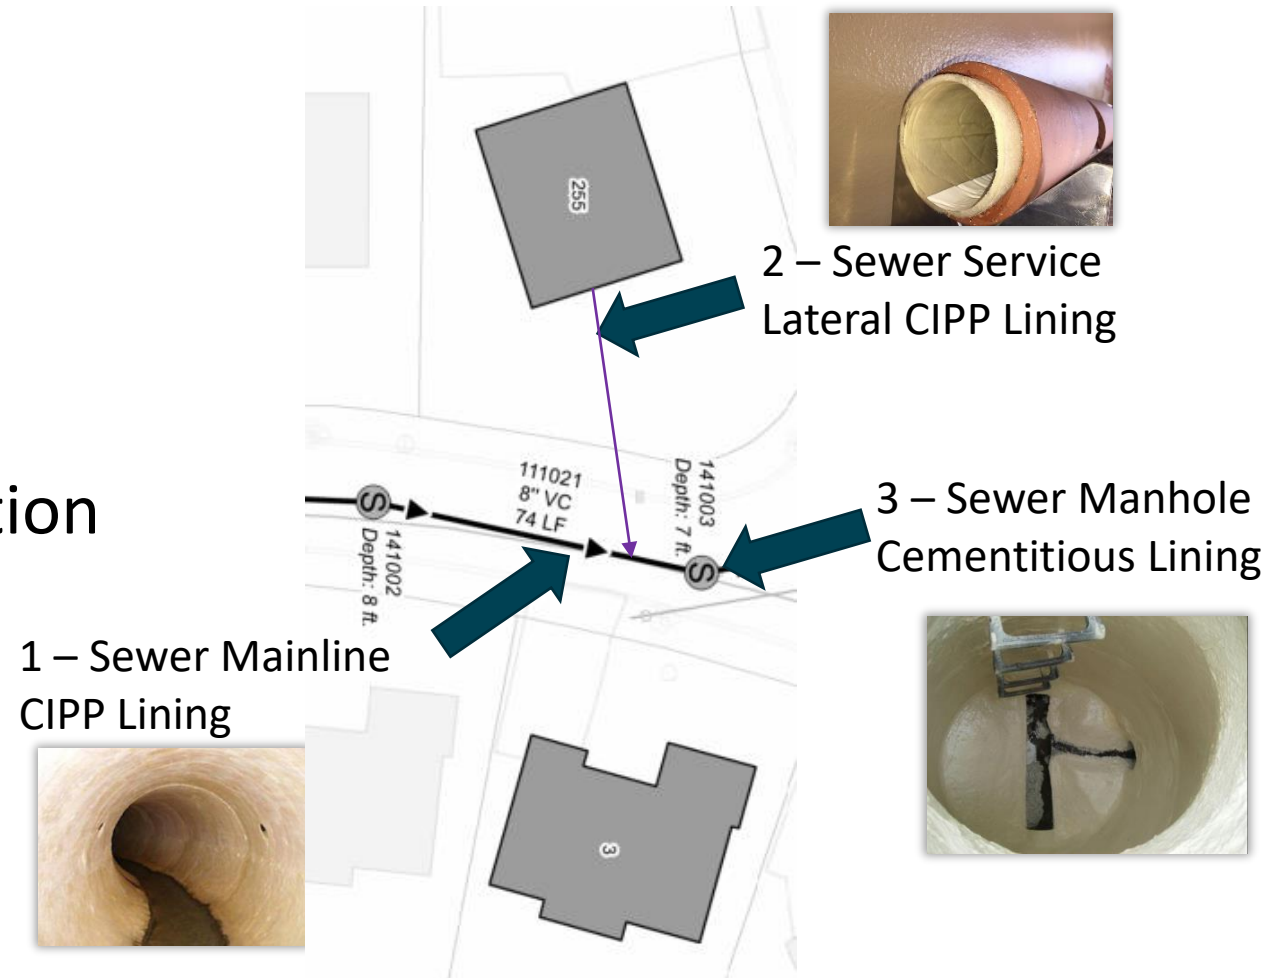 255
2 – Sewer Service
Lateral CIPP Lining
tion
111021
8" VC
74 LF
141003
Depth: 7 ft.
S
S
141002
Depth: 8 ft.
3 – Sewer Manhole
Cementitious Lining
1 – Sewer Mainline
CIPP Lining
3